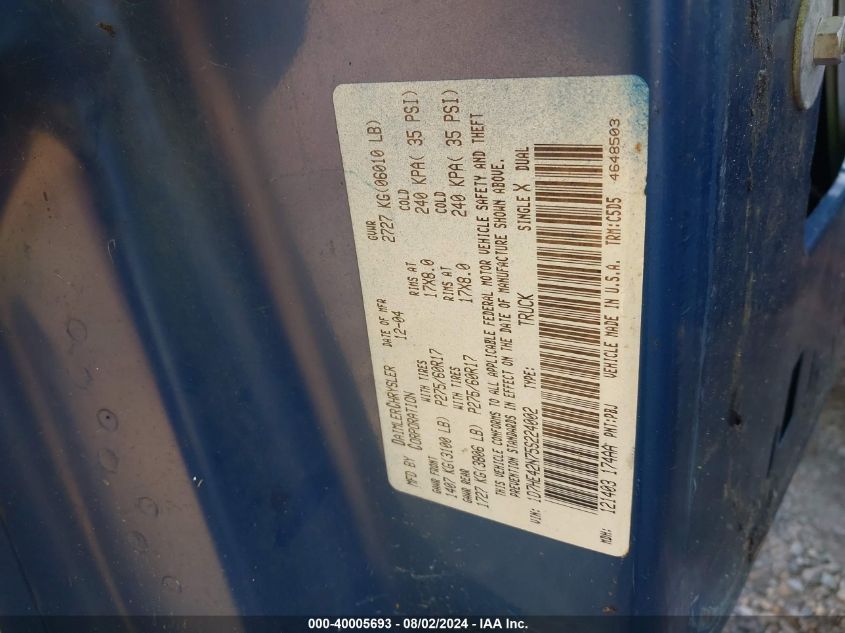 MFD BY DAIMLERCHRYSLER CORPORATION DATE OF MFR 12-04 GVWR 2727 KG(06010 LB)
GAWR FRONT 1407 KG(3100 LB) WITH TIRES P275/60R17 RIMS AT 17X8.0 COLD 240 KPA( 35 PSI)
GAWR REAR 1727 KG(3806 LB) WITH TIRES P275/60R17 RIMS AT 17X8.0 COLD 240 KPA( 35 PSI)
THIS VEHICLE CONFORMS TO ALL APPLICABLE FEDERAL MOTOR VEHICLE SAFETY AND THEFT
PREVENTION STANDARDS IN EFFECT ON THE DATE OF MANUFACTURE SHOWN ABOVE.
VIN: 1D7HE42N75S224002 TYPE: TRUCK SINGLE X DUAL
MDH: 121403 174AA PNT:PBJ VEHICLE MADE IN U.S.A. TRM:C5D5 4648503
000-40005693 - 08/02/2024 - IAA Inc.